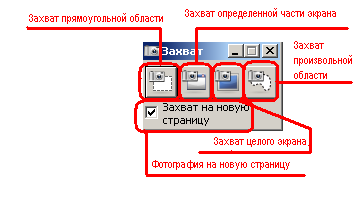 Захват прямоугольной области
Захват определенной части экрана
Захват
Захват
произвольной
области
Захват на новую
страницу
Захват целого экрана
Фотография на новую страницу